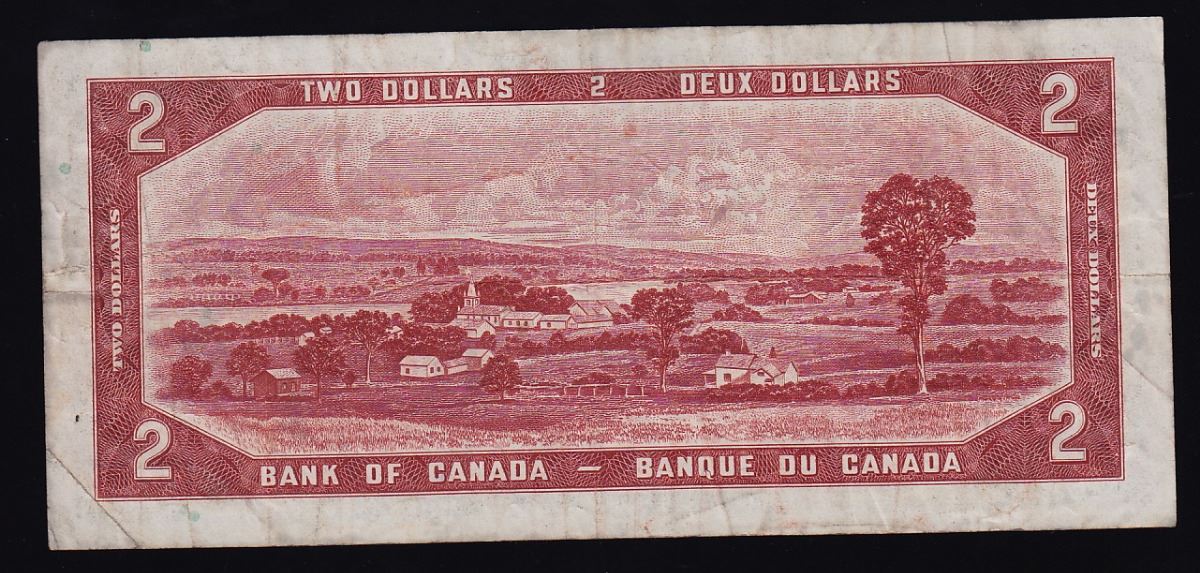 TWO DOLLARS 2 DEUX DOLLARS
2
2
TWO DOLLARS
DEUX DOLLARS
2
2
BANK OF CANADA – BANQUE DU CANADA